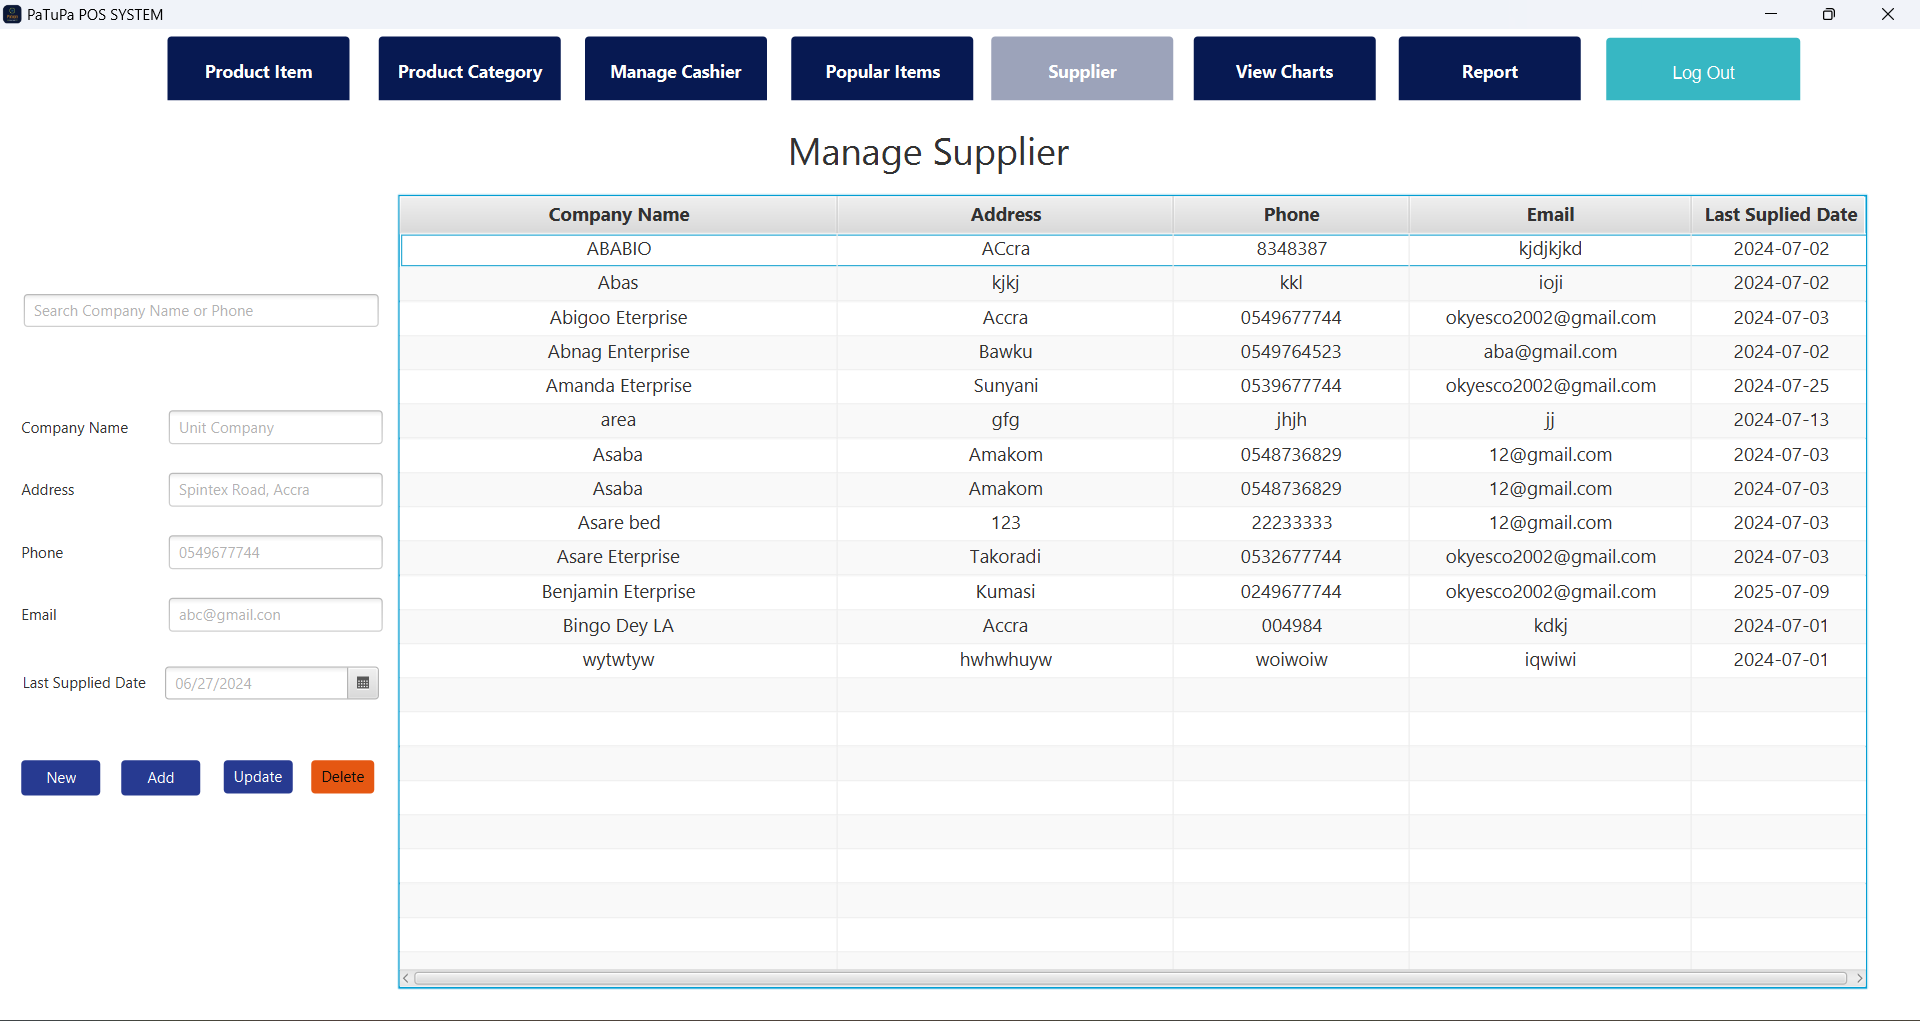 PaTuPa POS SYSTEM
Product Item Product Category Manage Cashier Popular Items Supplier View Charts Report Log Out
Manage Supplier
Company Name Address Phone Email Last Suplied Date
ABABIO ACcra 8348387 kjdjkjkd 2024-07-02
Abas kjkj kkl ioji 2024-07-02
Abigoo Eterprise Accra 0549677744 okyesco2002@gmail.com 2024-07-03
Abnag Enterprise Bawku 0549764523 aba@gmail.com 2024-07-02
Amanda Eterprise Sunyani 0539677744 okyesco2002@gmail.com 2024-07-25
area gfg jhjh jj 2024-07-13
Asaba Amakom 0548736829 12@gmail.com 2024-07-03
Asaba Amakom 0548736829 12@gmail.com 2024-07-03
Asare bed 123 22233333 12@gmail.com 2024-07-03
Asare Eterprise Takoradi 0532677744 okyesco2002@gmail.com 2024-07-03
Benjamin Eterprise Kumasi 0249677744 okyesco2002@gmail.com 2025-07-09
Bingo Dey LA Accra 004984 kdkj 2024-07-01
wytwtyw hwhwhuyw woiwoiw iqwiwi 2024-07-01
Search Company Name or Phone
Company Name Unit Company
Address Spintex Road, Accra
Phone 0549677744
Email abc@gmail.con
Last Supplied Date 06/27/2024
New Add Update Delete